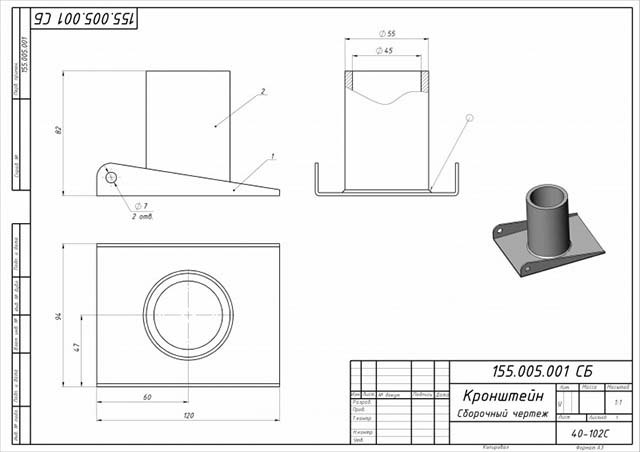 155.005.001 СБ
155.005.001
Перв. примен.
Справ. №
Подп. и дата
Инв. № дубл.
Взам. инв. №
Подп. и дата
Инв. № подл.
⌀55
⌀45
82
2
1
⌀7
2 отв.
94
47
60
120
155.005.001 СБ
Кронштейн
Сборочный чертеж
Изм. Лист № докум. Подпись Дата
Разраб.
Пров.
Т.контр.
Н.контр.
Утв.
Лит. Масса Масштаб
1:1
Лист Листов 1
40-102С
Копировал Формат А3